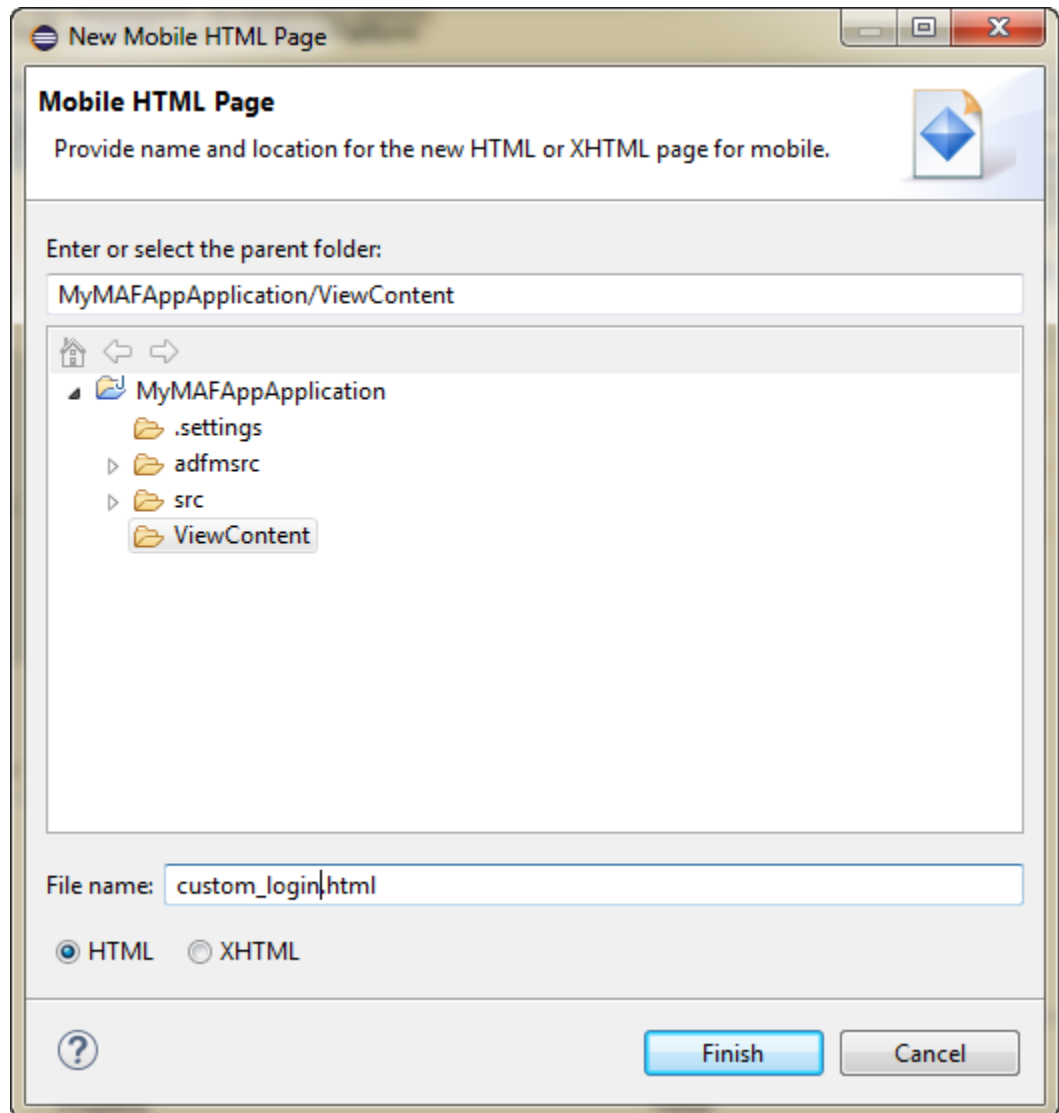 New Mobile HTML Page
Mobile HTML Page
Provide name and location for the new HTML or XHTML page for mobile.
Enter or select the parent folder:
MyMAFAppApplication/ViewContent
MyMAFAppApplication
.settings
adfmsrc
src
ViewContent
File name: custom_login.html
HTML XHTML
Finish Cancel